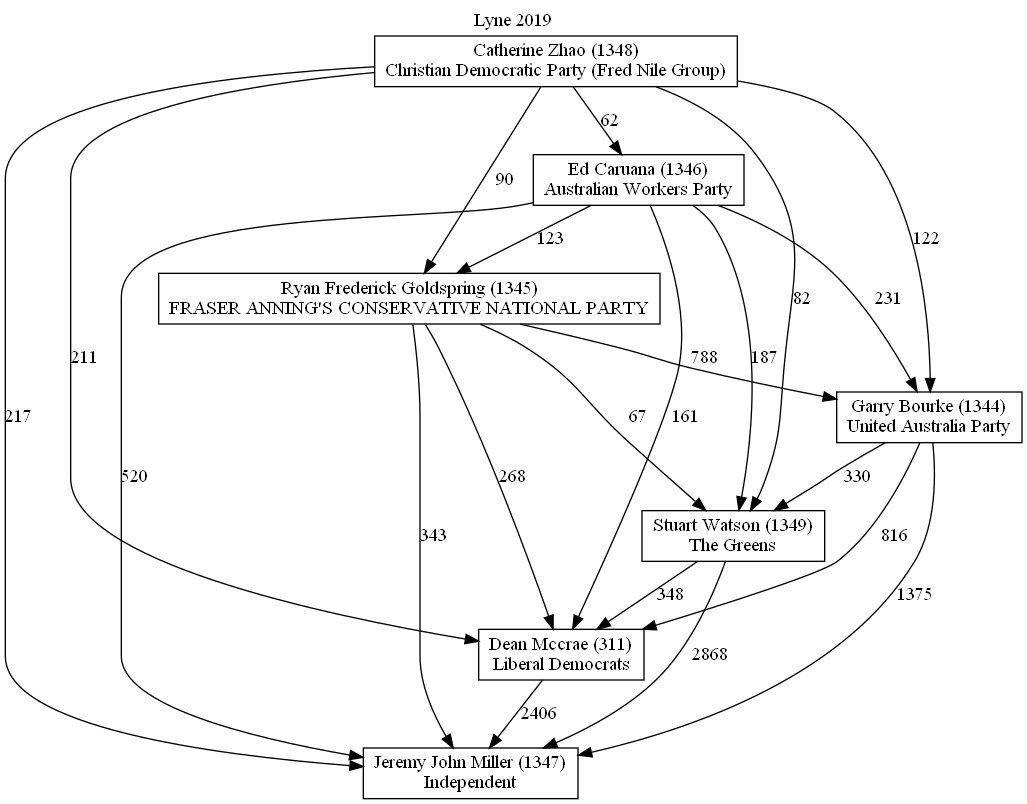 Lyne 2019
Catherine Zhao (1348)
Christian Democratic Party (Fred Nile Group)
62
Ed Caruana (1346)
Australian Workers Party
90
123
122
Ryan Frederick Goldspring (1345)
FRASER ANNING'S CONSERVATIVE NATIONAL PARTY
82
231
211
788
187
Garry Bourke (1344)
United Australia Party
217
67
161
520
268
330
Stuart Watson (1349)
The Greens
343
816
348
1375
Dean Mccrae (311)
Liberal Democrats
2868
2406
Jeremy John Miller (1347)
Independent